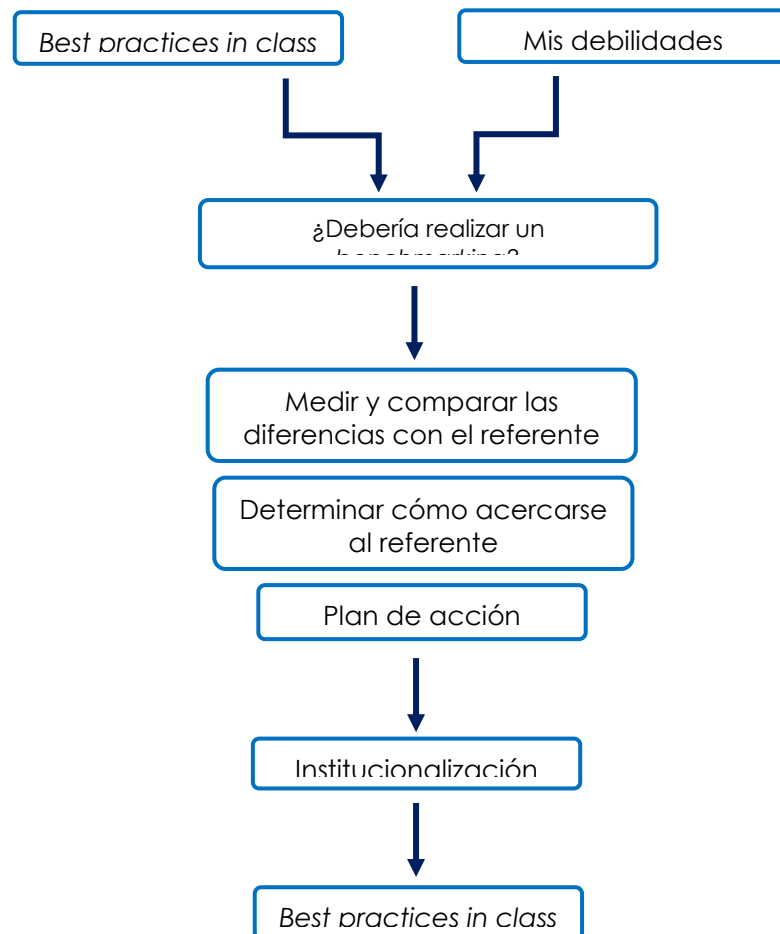 Best practices in class
Mis debilidades
¿Debería realizar un
benchmarking?
Medir y comparar las
diferencias con el referente
Determinar cómo acercarse
al referente
Plan de acción
Institucionalización
Best practices in class